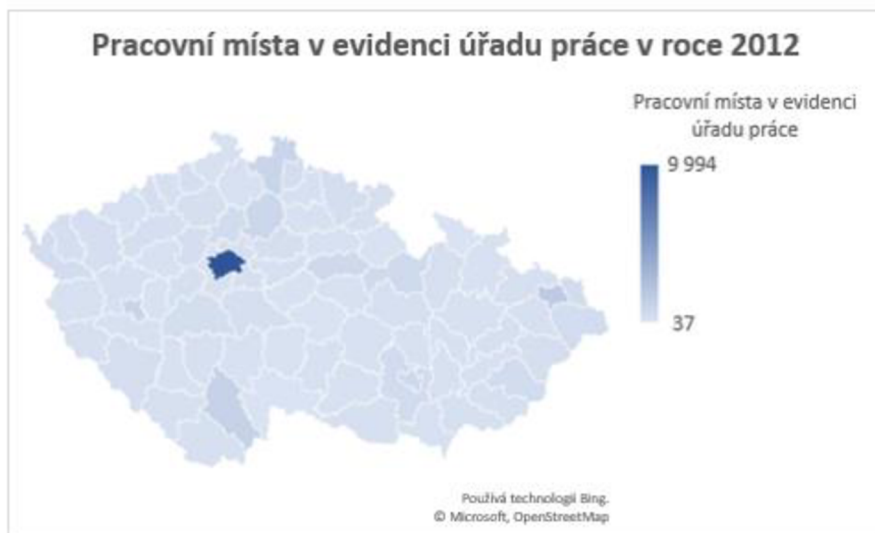 Pracovní místa v evidenci úřadu práce v roce 2012
Pracovní místa v evidenci
úřadu práce
9 994
37
Používá technologii Bing.
© Microsoft, OpenStreetMap